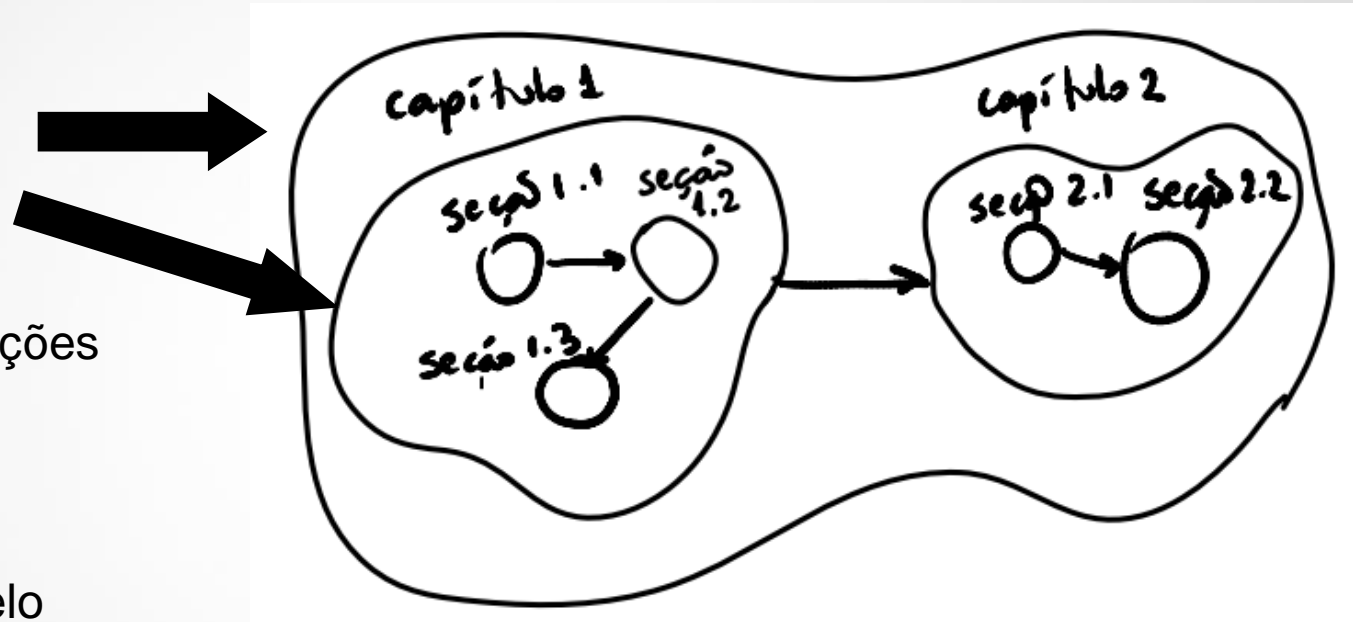 capítulo 1
capítulo 2
seção 1.1
seção
1.2
seção 2.1
seção 2.2
ções
seção 1.3
elo